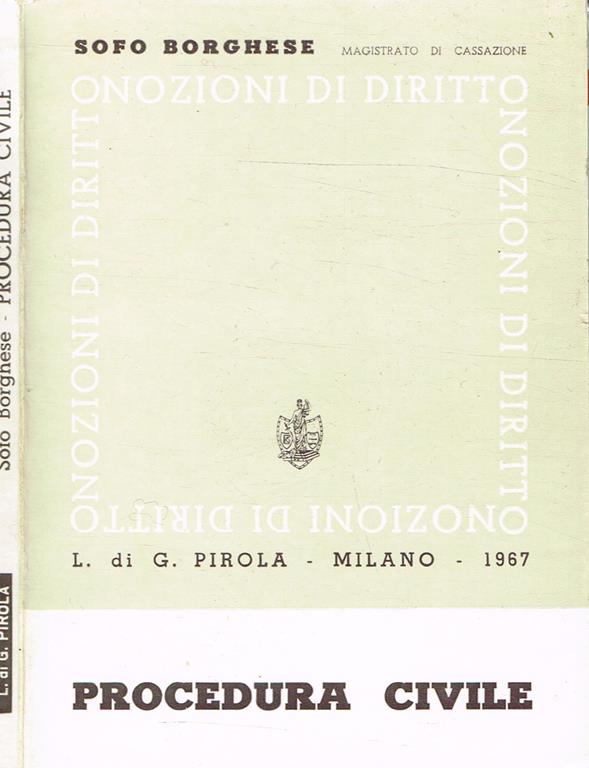 SOFO BORGHESE MAGISTRATO DI CASSAZIONE
NOZIONI DI DIRITTO
NOZIONI DI DIRITTO
NOZIONI DI DIRITTO
NOZIONI DI DIRITTO
L. di G. PIROLA - MILANO - 1967
PROCEDURA CIVILE
Sofo Borghese - PROCEDURA CIVILE
L. di G. PIROLA